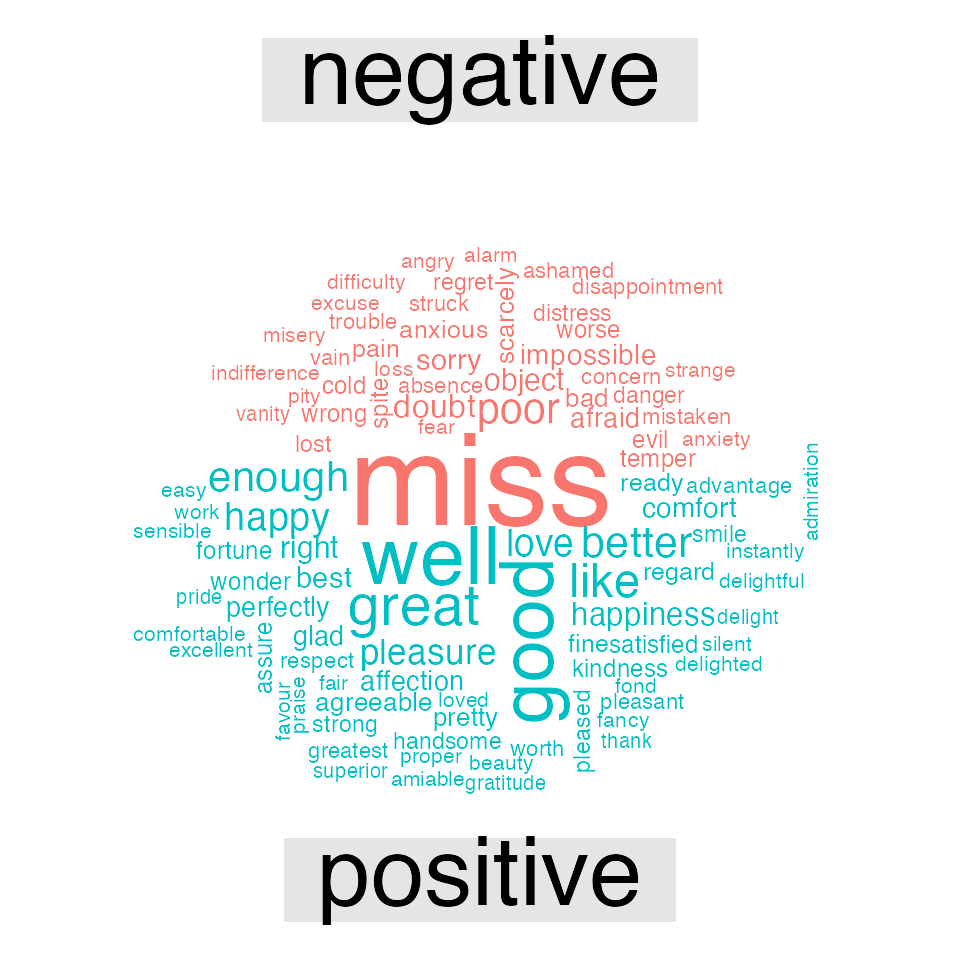 negative
angry
alarm
ashamed
difficulty
regret
scarcely
disappointment
excuse
struck
distress
misery
trouble
anxious
worse
vain
pain
sorry
impossible
indifference
loss
concern
strange
cold
absence
object
pity
spite
doubt
poor
bad
danger
vanity
wrong
afraid
mistaken
fear
lost
evil
anxiety
miss
temper
enough
ready
advantage
admiration
easy
comfort
work
happy
sensible
well
love
better
smile
fortune
right
instantly
wonder
best
good
like
regard
delightful
pride
perfectly
great
happiness
delight
comfortable
assure
glad
fine
satisfied
silent
excellent
respect
pleasure
kindness
delighted
fair
affection
fond
favour
praise
agreeable
loved
pleased
pleasant
strong
pretty
fancy
handsome
thank
greatest
proper
worth
superior
beauty
amiable
gratitude
positive